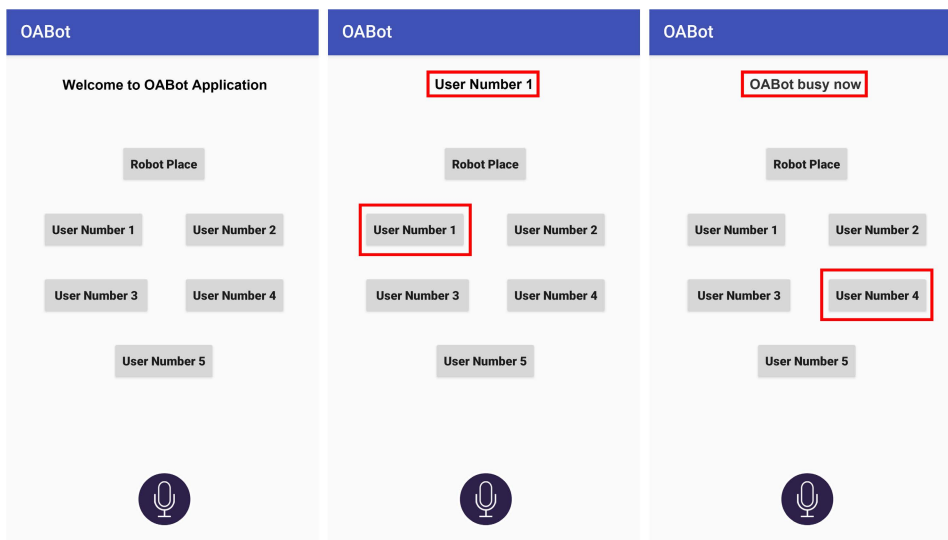 OABot
Welcome to OABot Application
Robot Place
User Number 1
User Number 2
User Number 3
User Number 4
User Number 5
OABot
User Number 1
Robot Place
User Number 1
User Number 2
User Number 3
User Number 4
User Number 5
OABot
OABot busy now
Robot Place
User Number 1
User Number 2
User Number 3
User Number 4
User Number 5